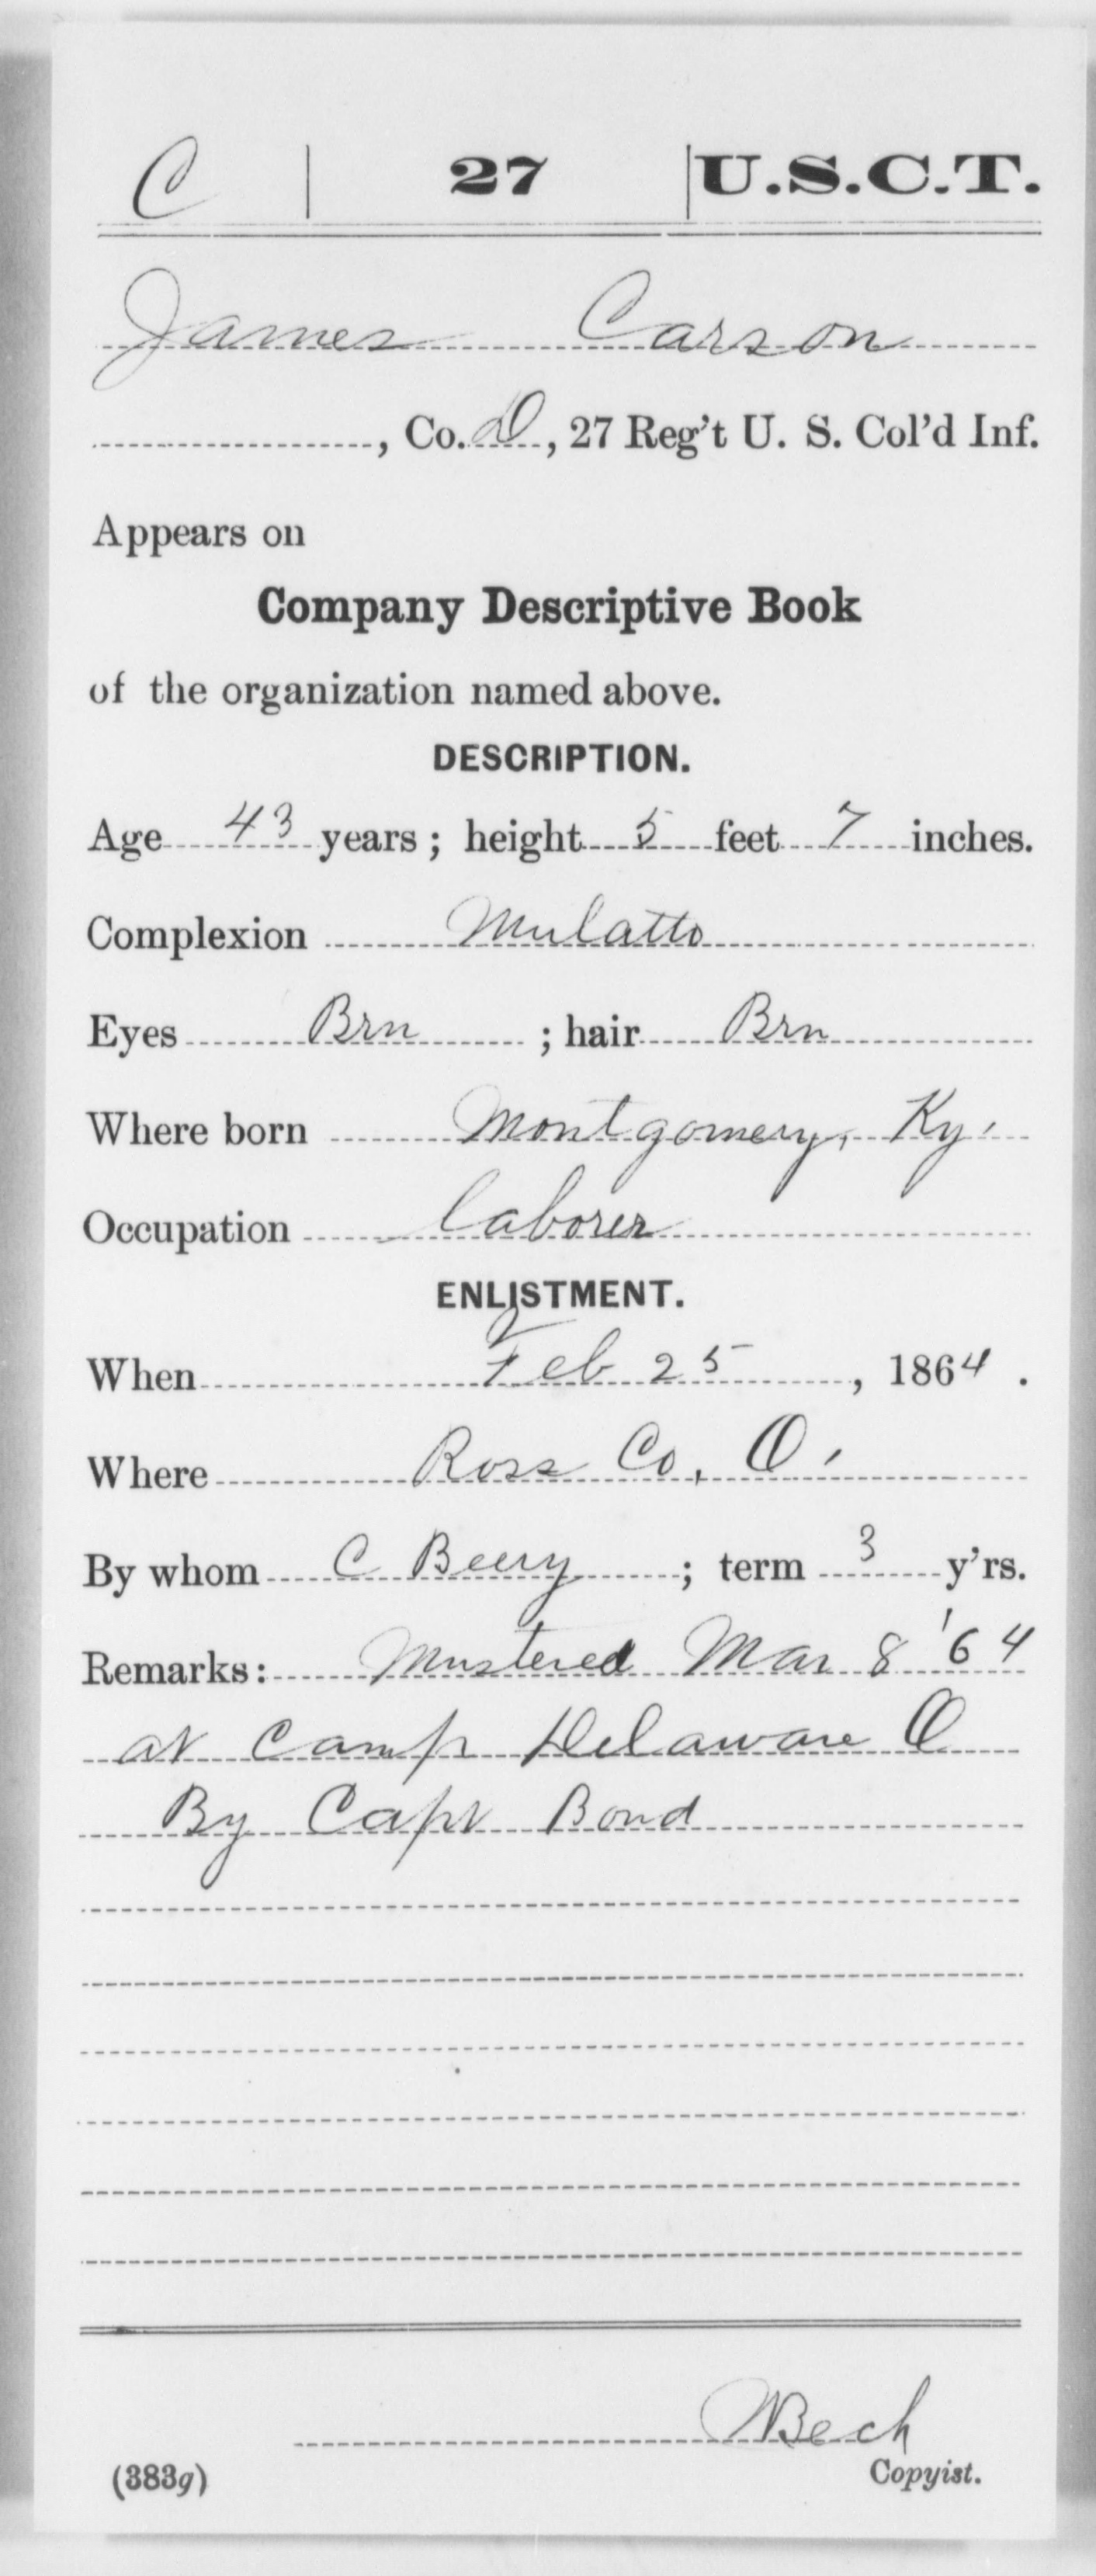 C | 27 | U.S.C.T.
James Carson
, Co. D, 27 Reg't U. S. Col'd Inf.
Appears on
Company Descriptive Book
of the organization named above.
DESCRIPTION.
Age 43 years; height 5 feet 7 inches.
Complexion Mulatto
Eyes Brn ; hair Brn
Where born Montgomery, Ky.
Occupation laborer
ENLISTMENT.
When Feb 25, 1864.
Where Ross Co, O.
By whom C Beery ; term 3 y'rs.
Remarks: Mustered Mar 8 '64
at Camp Delaware O
By Capt Bond
Copyist.
(383g)